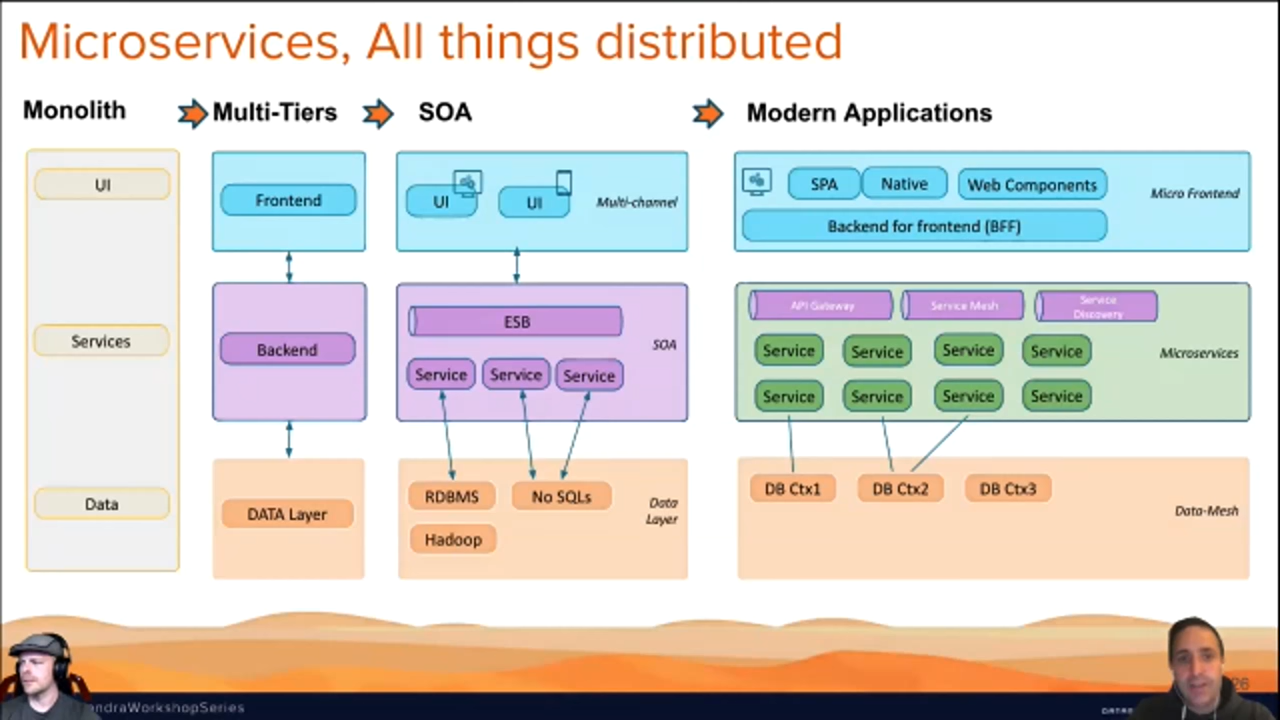 Microservices, All things distributed
Monolith
Multi-Tiers
SOA
Modern Applications
UI
Services
Data
Frontend
Backend
DATA Layer
UI
UI
Multi-channel
ESB
SOA
Service
Service
Service
RDBMS
No SQLs
Hadoop
Data
Layer
SPA
Native
Web Components
Micro Frontend
Backend for frontend (BFF)
API Gateway
Service Mesh
Service
Discovery
Service
Service
Service
Service
Microservices
Service
Service
Service
Service
DB Ctx1
DB Ctx2
DB Ctx3
Data-Mesh
26
ndraWorkshopSeries